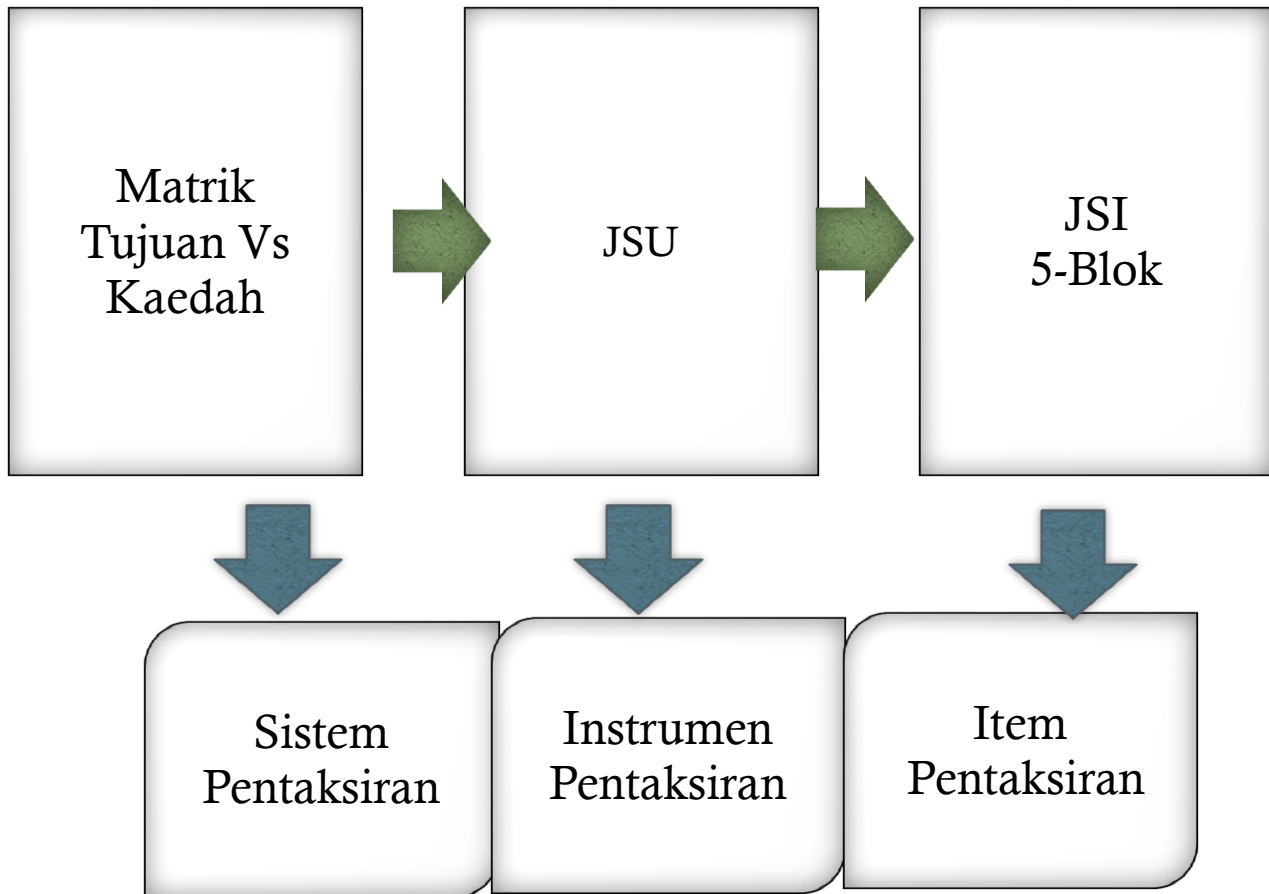 Matrik
Tujuan Vs
Kaedah
JSU
JSI
5-Blok
Sistem
Pentaksiran
Instrumen
Pentaksiran
Item
Pentaksiran